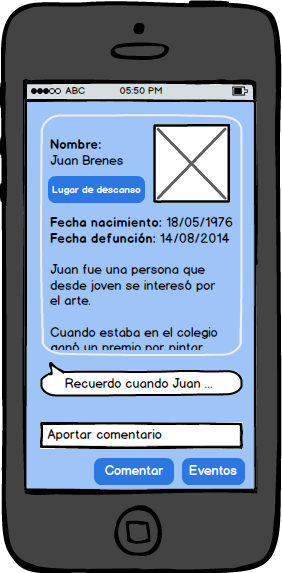 ABC 05:50 PM
Nombre:
Juan Brenes
Lugar de descanso
Fecha nacimiento: 18/05/1976
Fecha defunción: 14/08/2014
Juan fue una persona que
desde joven se interesó por
el arte.
Cuando estaba en el colegio
ganó un premio por pintar
Recuerdo cuando Juan ...
Aportar comentario
Comentar Eventos